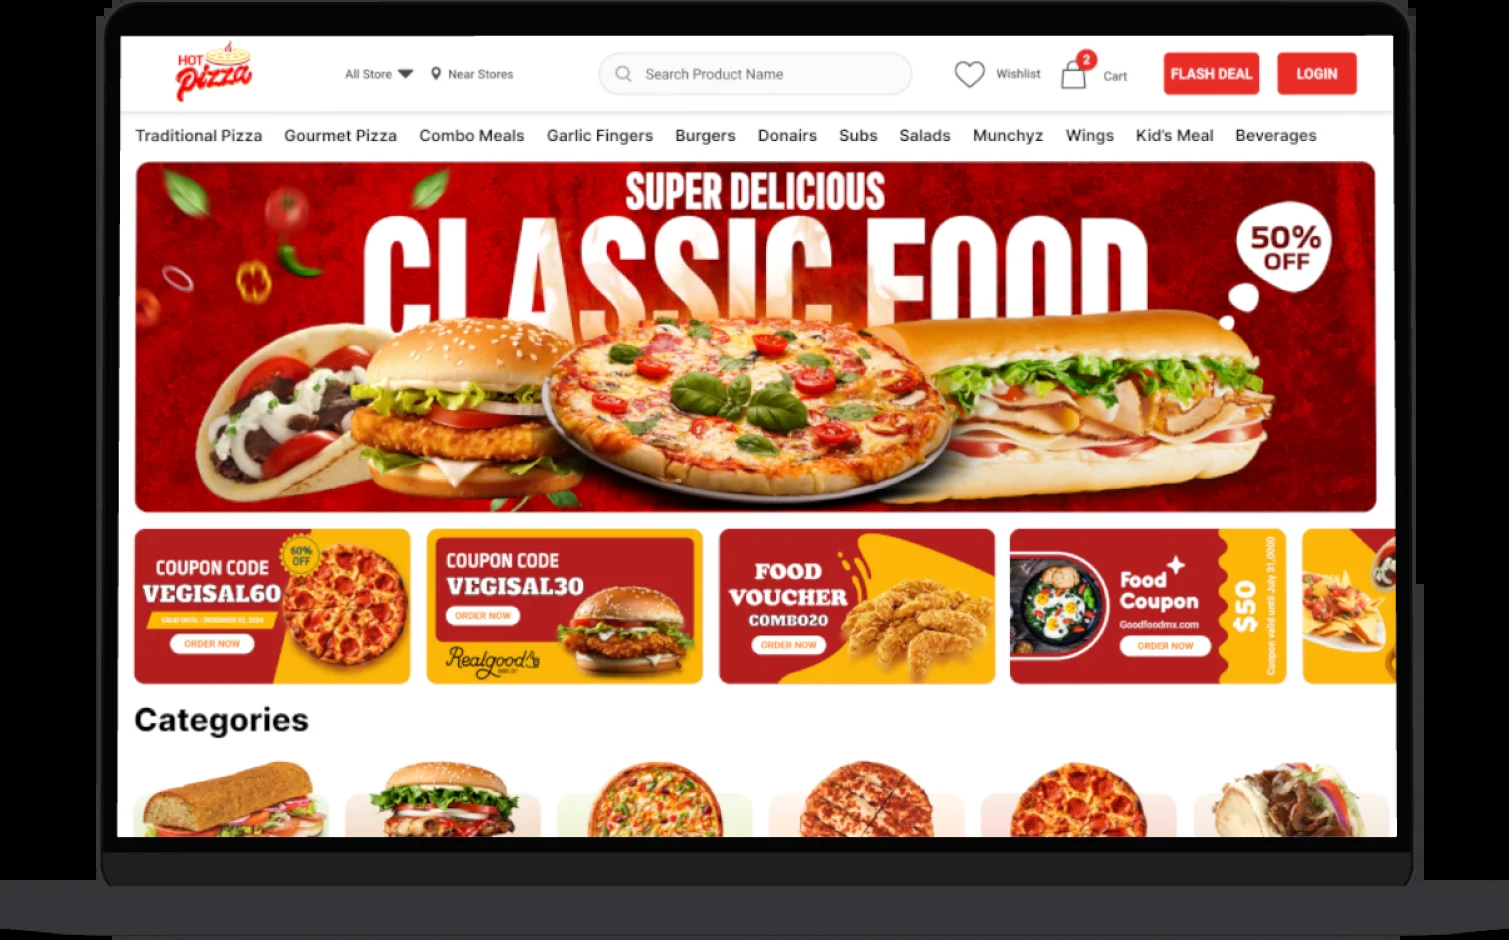 HOT
Pizza
All Store
Near Stores
Search Product Name
Wishlist
2
Cart
FLASH DEAL
LOGIN
Traditional Pizza
Gourmet Pizza
Combo Meals
Garlic Fingers
Burgers
Donairs
Subs
Salads
Munchyz
Wings
Kid's Meal
Beverages
SUPER DELICIOUS
CLASSIC FOOD
50%
OFF
COUPON CODE
VEGISAL60
60%
OFF
VALID UNTIL : DECEMBER
ORDER NOW
COUPON CODE
VEGISAL30
ORDER NOW
Realgood
FOOD
VOUCHER
COMBO20
ORDER NOW
Food
Coupon
Goodfoodmx.com
ORDER NOW
$50
Coupon valid until July 31,0000
Categories